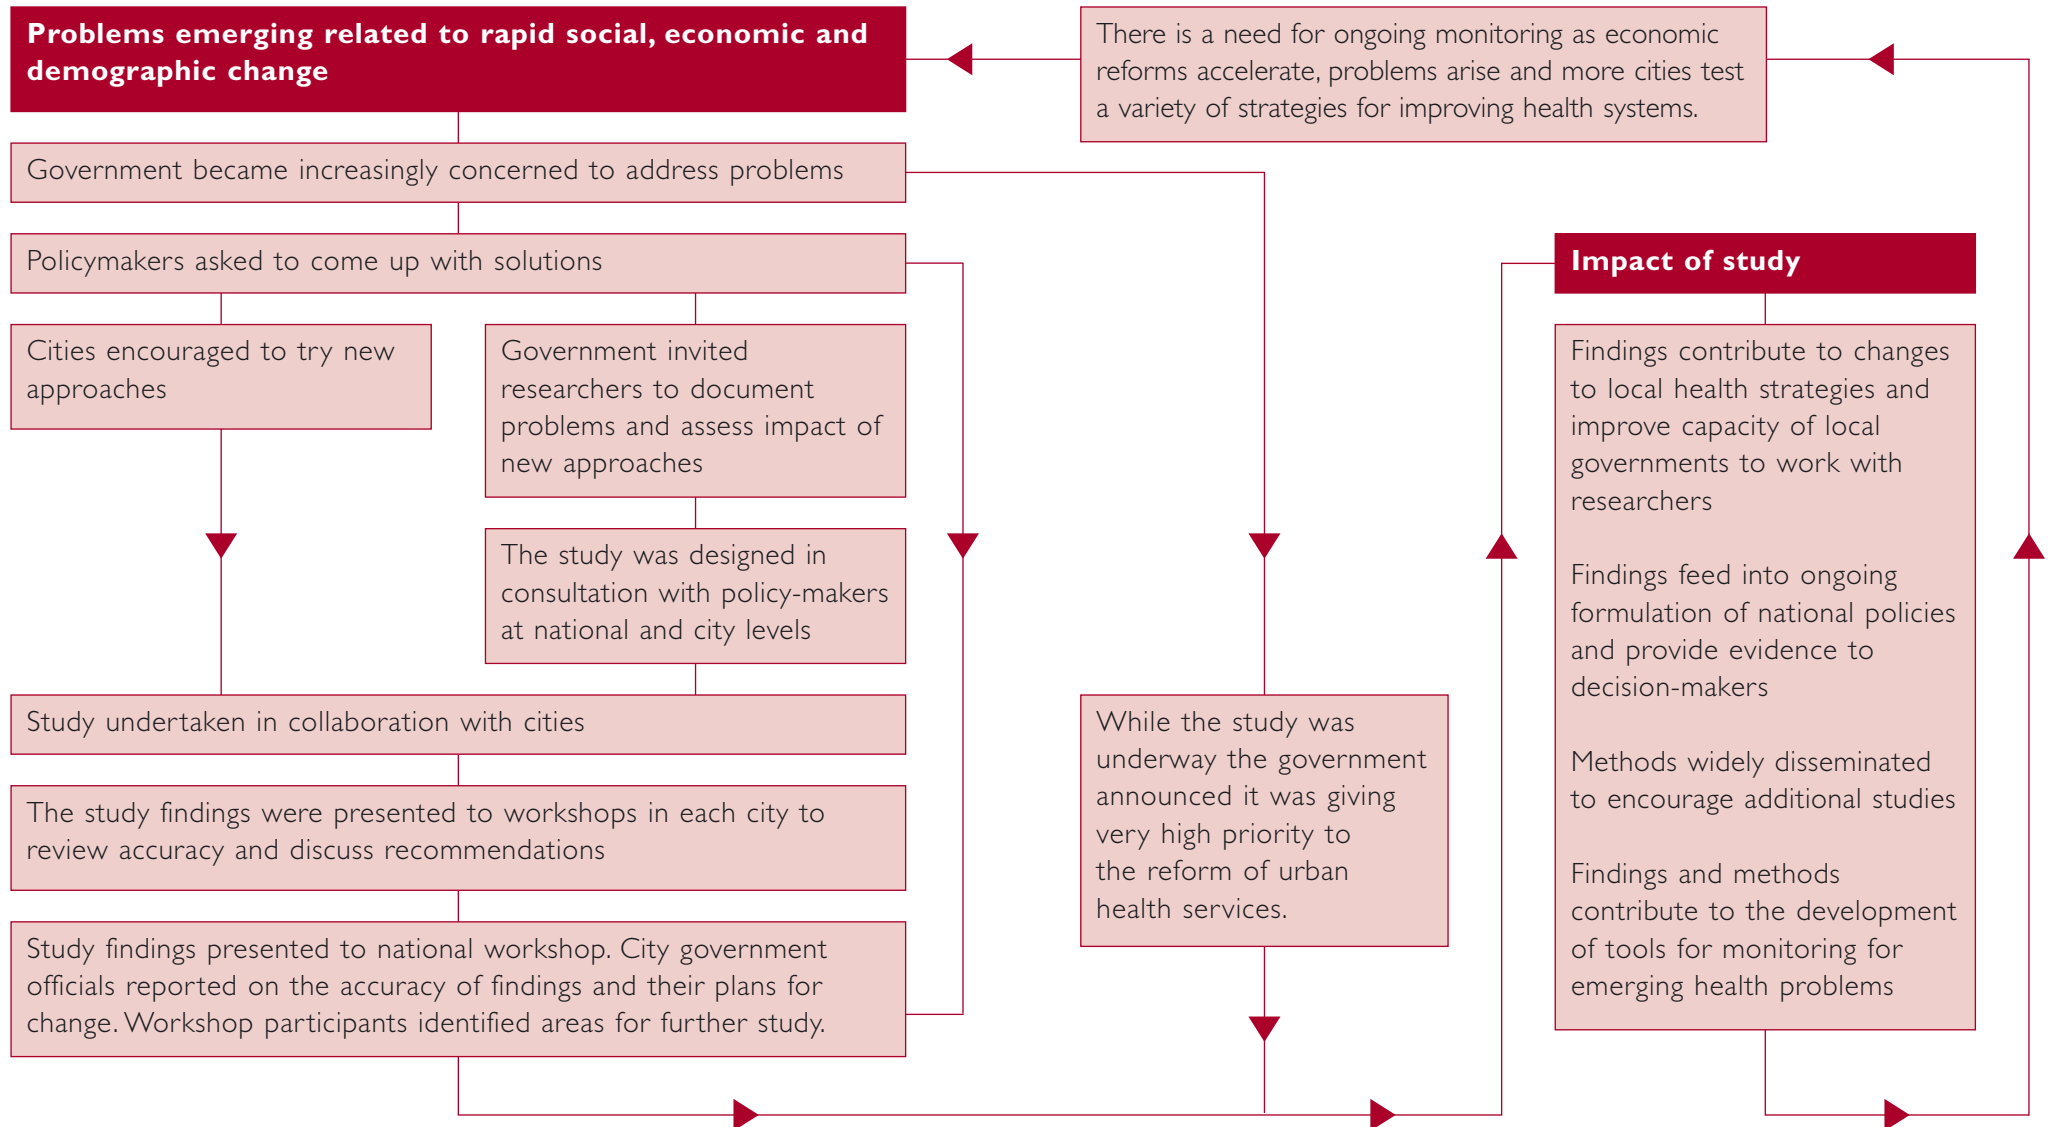 Problems emerging related to rapid social, economic and
demographic change
There is a need for ongoing monitoring as economic
reforms accelerate, problems arise and more cities test
a variety of strategies for improving health systems.
Government became increasingly concerned to address problems
Policymakers asked to come up with solutions
Cities encouraged to try new
approaches
Government invited
researchers to document
problems and assess impact of
new approaches
The study was designed in
consultation with policy-makers
at national and city levels
Study undertaken in collaboration with cities
The study findings were presented to workshops in each city to
review accuracy and discuss recommendations
Study findings presented to national workshop. City government
officials reported on the accuracy of findings and their plans for
change. Workshop participants identified areas for further study.
While the study was
underway the government
announced it was giving
very high priority to
the reform of urban
health services.
Impact of study
Findings contribute to changes
to local health strategies and
improve capacity of local
governments to work with
researchers
Findings feed into ongoing
formulation of national policies
and provide evidence to
decision-makers
Methods widely disseminated
to encourage additional studies
Findings and methods
contribute to the development
of tools for monitoring for
emerging health problems